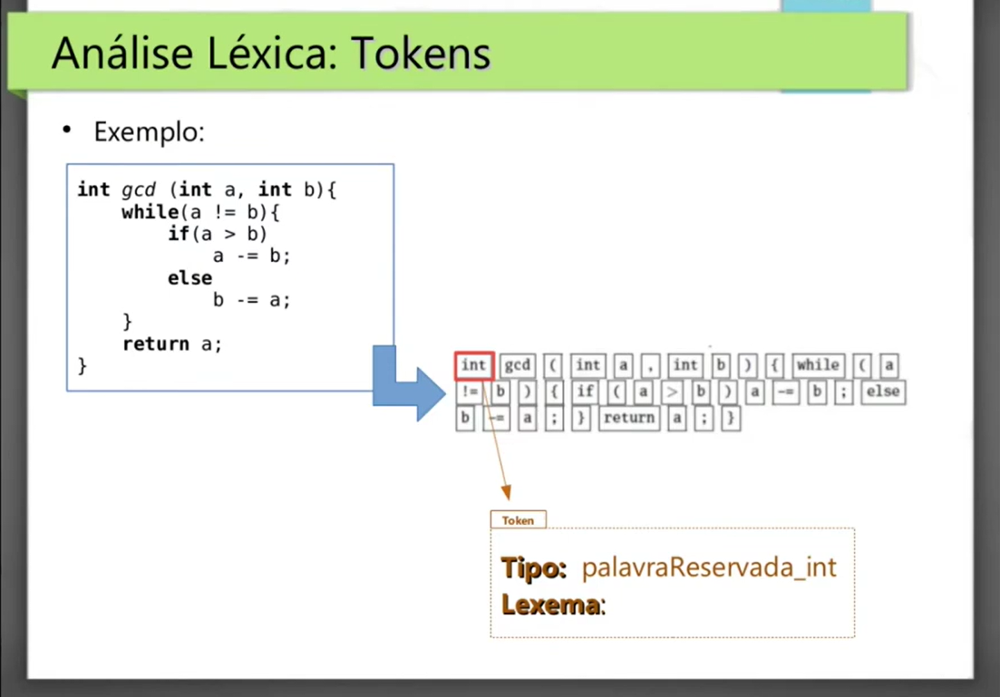 Análise Léxica: Tokens
• Exemplo:
int gcd (int a, int b){
    while(a != b){
        if(a > b)
            a -= b;
        else
            b -= a;
    }
    return a;
}
int gcd ( int a , int b ) { while ( a
!= b ) { if ( a > b ) a -= b ; else
b -= a ; } return a ; }
Token
Tipo: palavraReservada_int
Lexema: